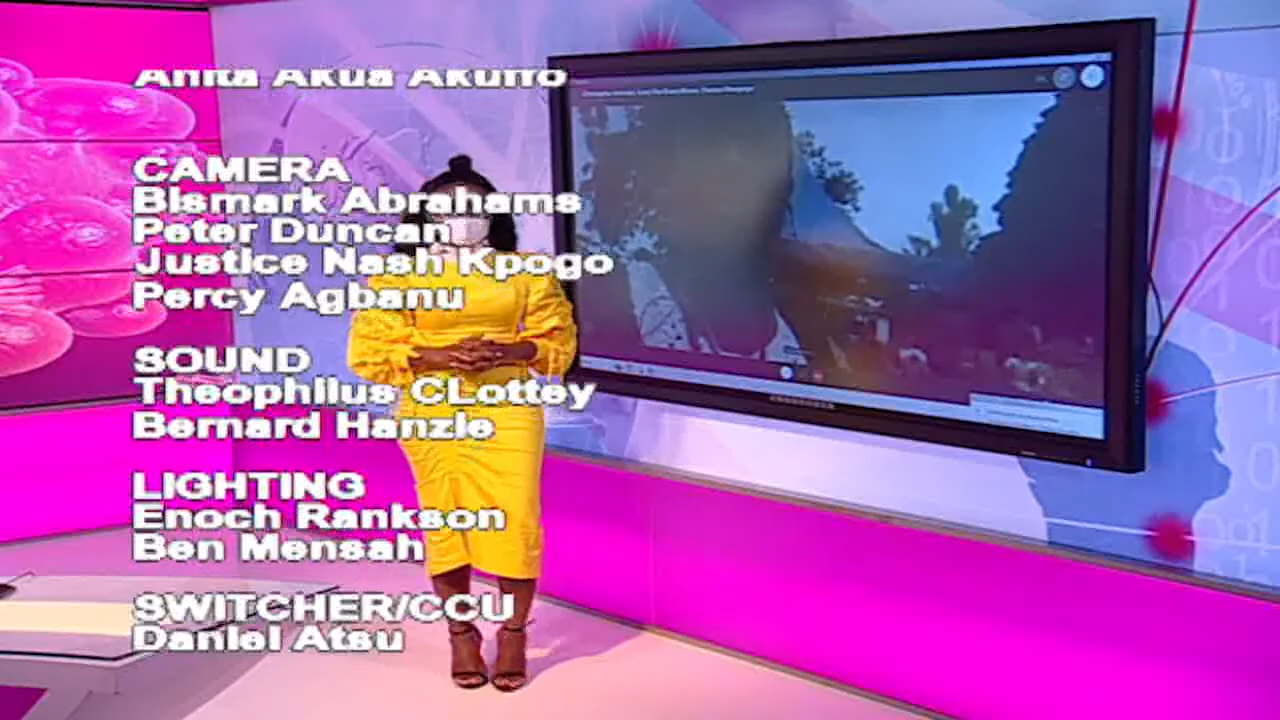 Anita Akua Akuffo
CAMERA
Bismark Abrahams
Peter Duncan
Justice Nash Kpogo
Percy Agbanu
SOUND
Theophilus CLottey
Bernard Hanzle
LIGHTING
Enoch Rankson
Ben Mensah
SWITCHER/CCU
Daniel Atsu